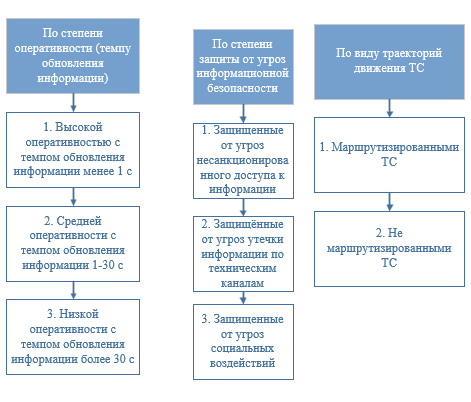 По степени
оперативности (темпу
обновления
информации)
1. Высокой
оперативностью с
темпом обновления
информации менее 1 с
2. Средней
оперативности с
темпом обновления
информации 1-30 с
3. Низкой
оперативности с
темпом обновления
информации более 30 с
По степени
защиты от угроз
информационной
безопасности
1. Защищенные
от угроз
несанкционирова
нного доступа к
информации
2. Защищённые
от угроз утечки
информации по
техническим
каналам
3. Защищенные
от угроз
социальных
воздействий
По виду траекторий
движения ТС
1. Маршрутизированными
ТС
2. Не
маршрутизированными
ТС